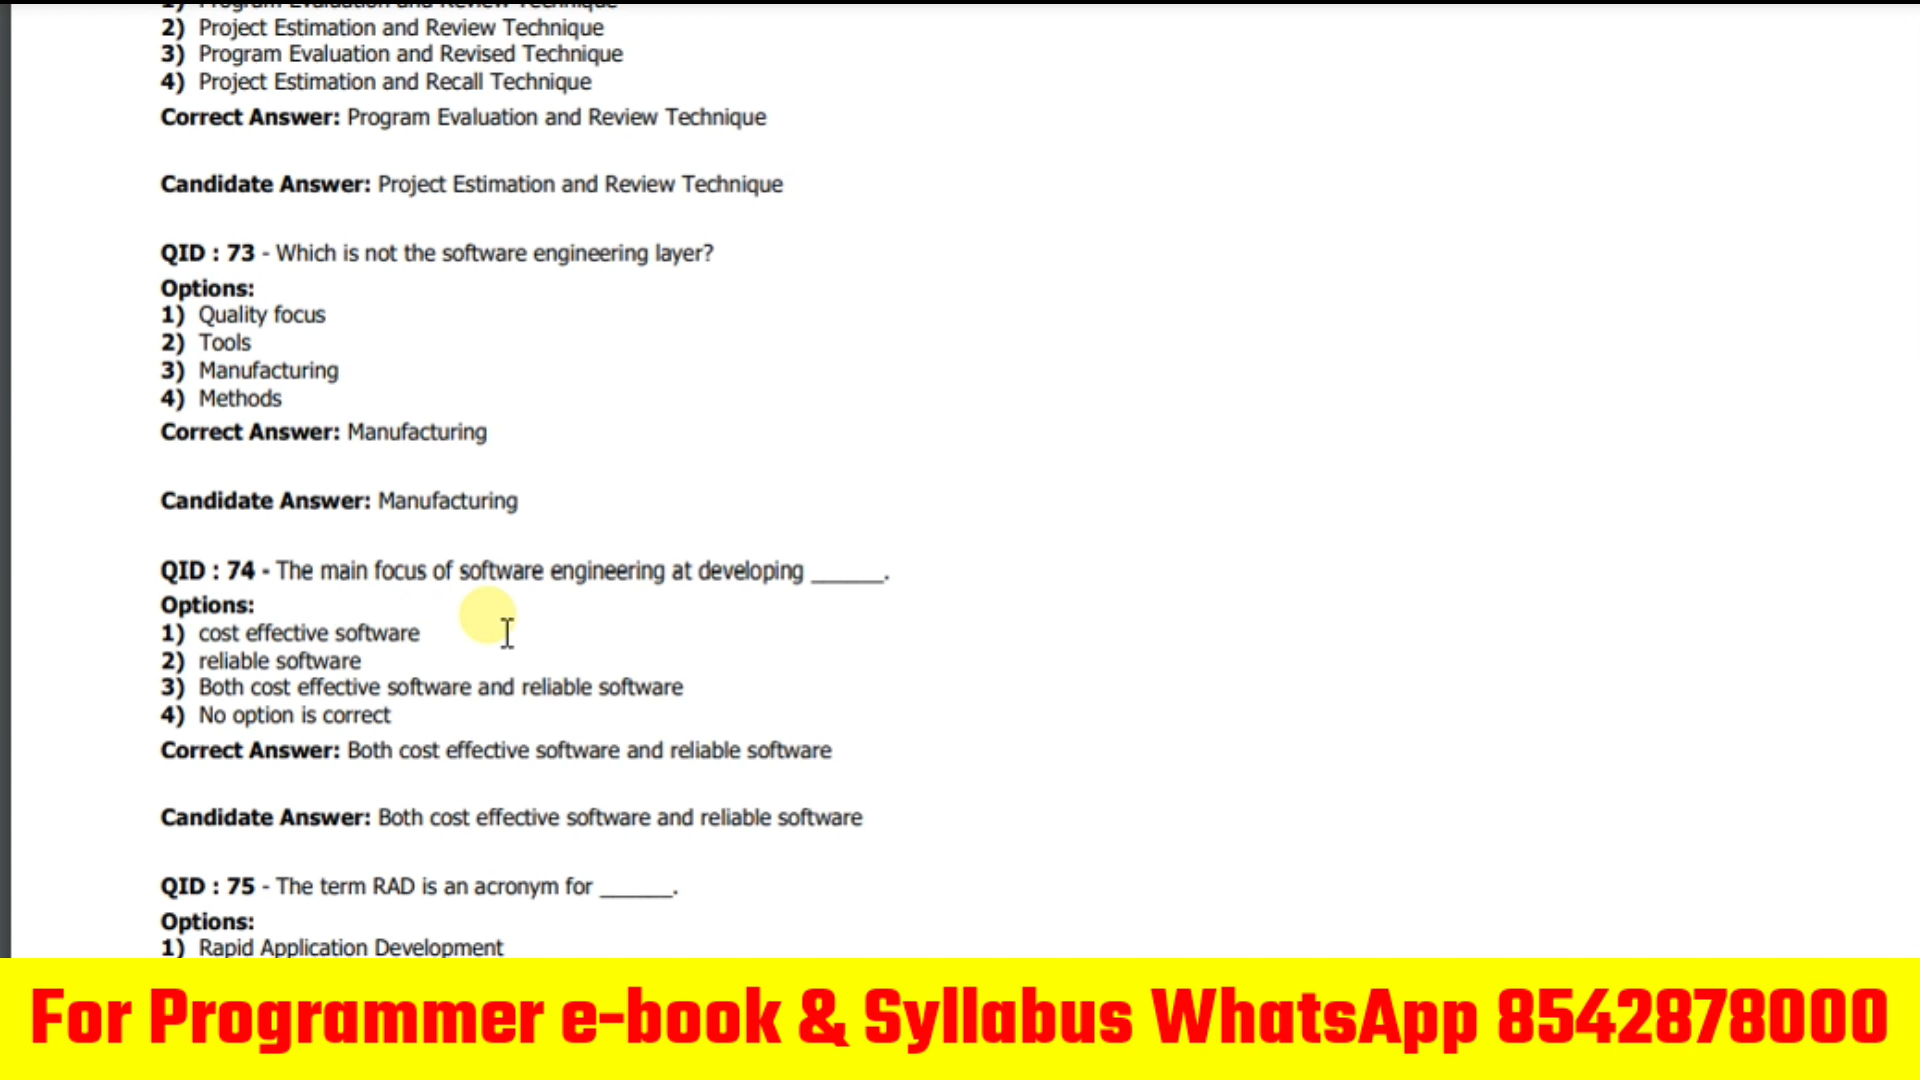 1) Program Evaluation and Review Technique
2) Project Estimation and Review Technique
3) Program Evaluation and Revised Technique
4) Project Estimation and Recall Technique
Correct Answer: Program Evaluation and Review Technique
Candidate Answer: Project Estimation and Review Technique
QID : 73 - Which is not the software engineering layer?
Options:
1) Quality focus
2) Tools
3) Manufacturing
4) Methods
Correct Answer: Manufacturing
Candidate Answer: Manufacturing
QID : 74 - The main focus of software engineering at developing ______.
Options:
1) cost effective software
2) reliable software
3) Both cost effective software and reliable software
4) No option is correct
Correct Answer: Both cost effective software and reliable software
Candidate Answer: Both cost effective software and reliable software
QID : 75 - The term RAD is an acronym for ______.
Options:
1) Rapid Application Development
For Programmer e-book & Syllabus WhatsApp 8542878000